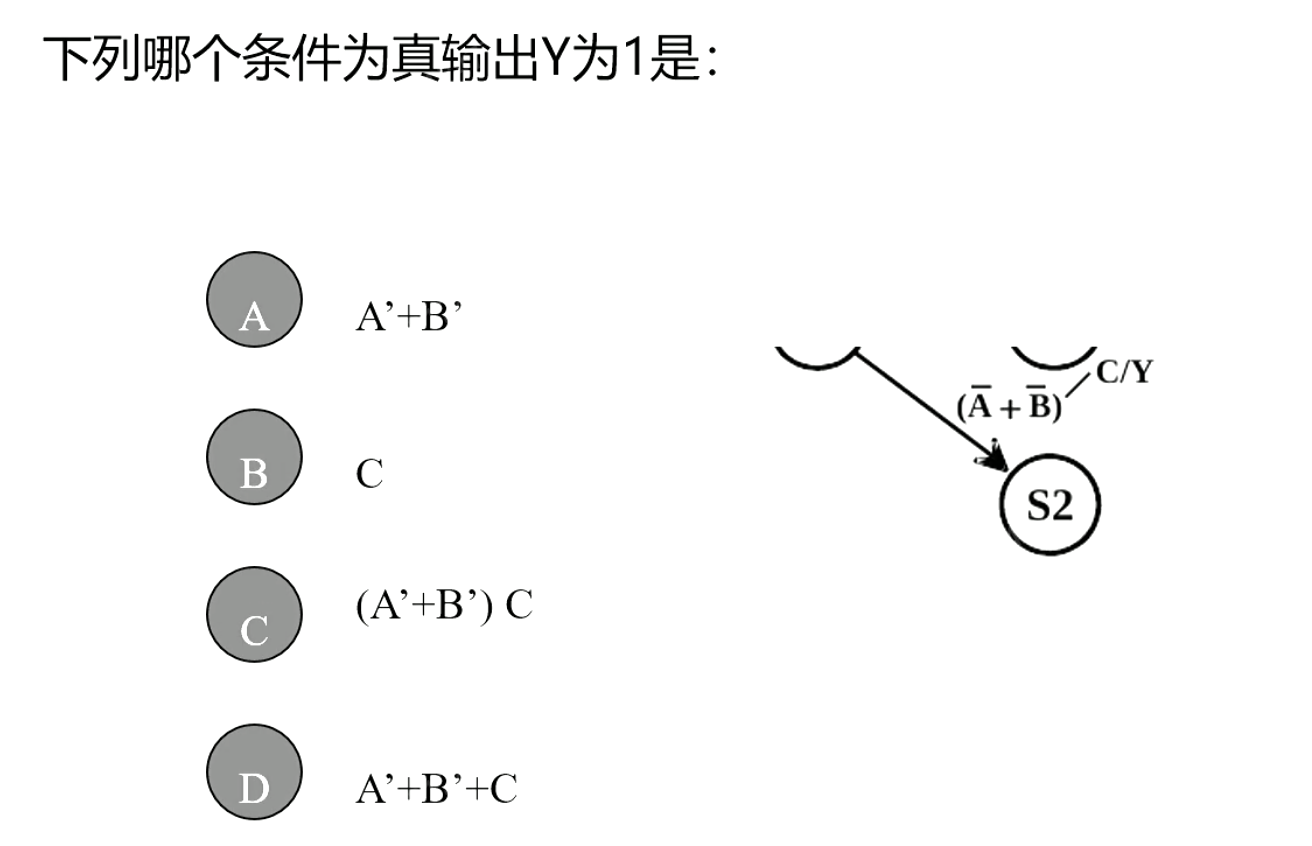 下列哪个条件为真输出Y为1是：
A A’+B’
B C
C (A’+B’) C
D A’+B’+C
C/Y
(A̅ + B̅)
S2